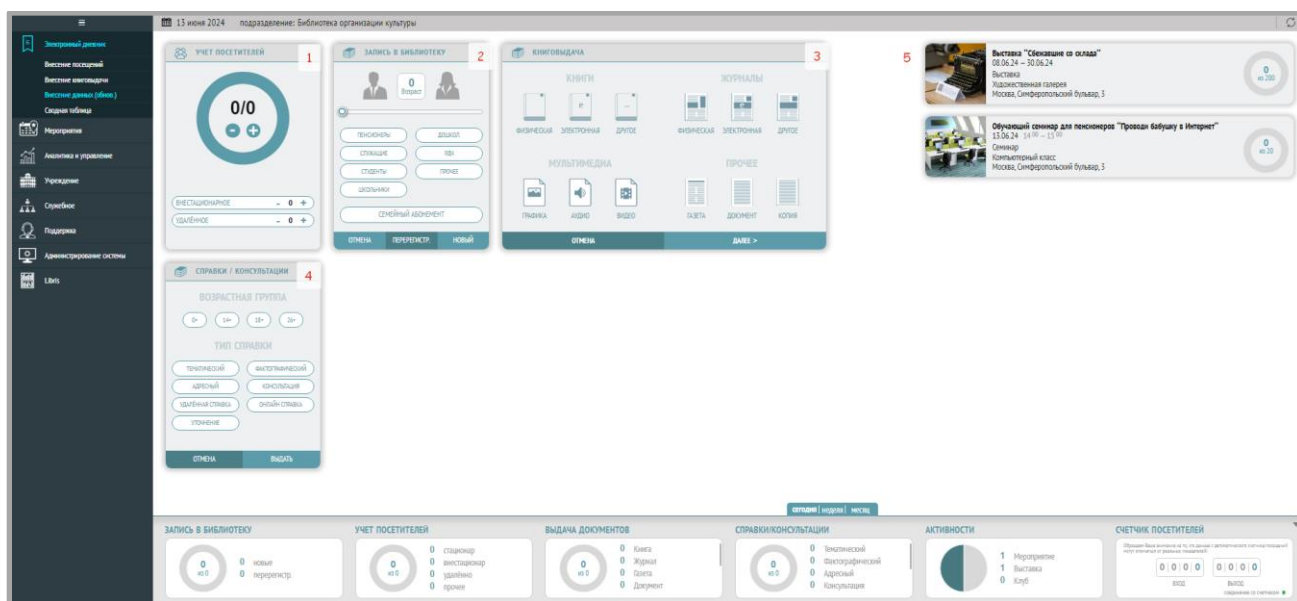 13 июня 2024 подразделение: Библиотека организации культуры
Электронный дневник
Внесение посещений
Внесение книговыдачи
Внесение данных (обнов.)
Сводная таблица
Мероприятия
Аналитика и управление
Учреждение
Служебное
Поддержка
Администрирование системы
Libris
УЧЕТ ПОСЕТИТЕЛЕЙ 1
0/0
ВНЕСТАЦИОНАРНОЕ - 0 +
УДАЛЁННОЕ - 0 +
ЗАПИСЬ В БИБЛИОТЕКУ 2
0
Возраст
ПЕНСИОНЕРЫ ДОШКОЛ.
СЛУЖАЩИЕ
СТУДЕНТЫ ПРОЧЕЕ
ШКОЛЬНИКИ
СЕМЕЙНЫЙ АБОНЕМЕНТ
ОТМЕНА ПЕРЕРЕГИСТР. НОВЫЙ
КНИГОВЫДАЧА 3
КНИГИ ЖУРНАЛЫ
ФИЗИЧЕСКАЯ ЭЛЕКТРОННАЯ ДРУГОЕ ФИЗИЧЕСКАЯ ЭЛЕКТРОННАЯ ДРУГОЕ
МУЛЬТИМЕДИА ПРОЧЕЕ
ГРАФИКА АУДИО ВИДЕО ГАЗЕТА ДОКУМЕНТ КОПИЯ
ОТМЕНА ДАЛЕЕ >
СПРАВКИ / КОНСУЛЬТАЦИИ 4
ВОЗРАСТНАЯ ГРУППА
0+ 14+ 18+ 26+
ТИП СПРАВКИ
ТЕМАТИЧЕСКИЙ ФАКТОГРАФИЧЕСКИЙ
АДРЕСНЫЙ КОНСУЛЬТАЦИЯ
УДАЛЁННАЯ СПРАВКА ОНЛАЙН СПРАВКА
УТОЧНЕНИЕ
ОТМЕНА ВЫДАТЬ
5
Выставка "Сбежавшие со склада"
08.06.24 – 30.06.24
Выставка
Художественная галерея
Москва, Симферопольский бульвар, 3
0
из 200
Обучающий семинар для пенсионеров "Проведи бабушку в Интернет"
13.06.24 14 00 – 15 00
Семинар
Компьютерный класс
Москва, Симферопольский бульвар, 3
0
из 20
сегодня | неделя | месяц
ЗАПИСЬ В БИБЛИОТЕКУ
0
из 0
0 новые
0 перерегистр.
УЧЕТ ПОСЕТИТЕЛЕЙ
0
из 0
0 стационар
0 внестационар
0 удалённо
0 прочее
ВЫДАЧА ДОКУМЕНТОВ
0
из 0
0 Книга
0 Журнал
0 Газета
0 Документ
СПРАВКИ/КОНСУЛЬТАЦИИ
0
из 0
0 Тематический
0 Фактографический
0 Адресный
0 Консультация
АКТИВНОСТИ
1 Мероприятие
1 Выставка
0 Клуб
СЧЕТЧИК ПОСЕТИТЕЛЕЙ
0 0 0 0 0 0 0 0
ВХОД ВЫХОД
соединение со счетчиком